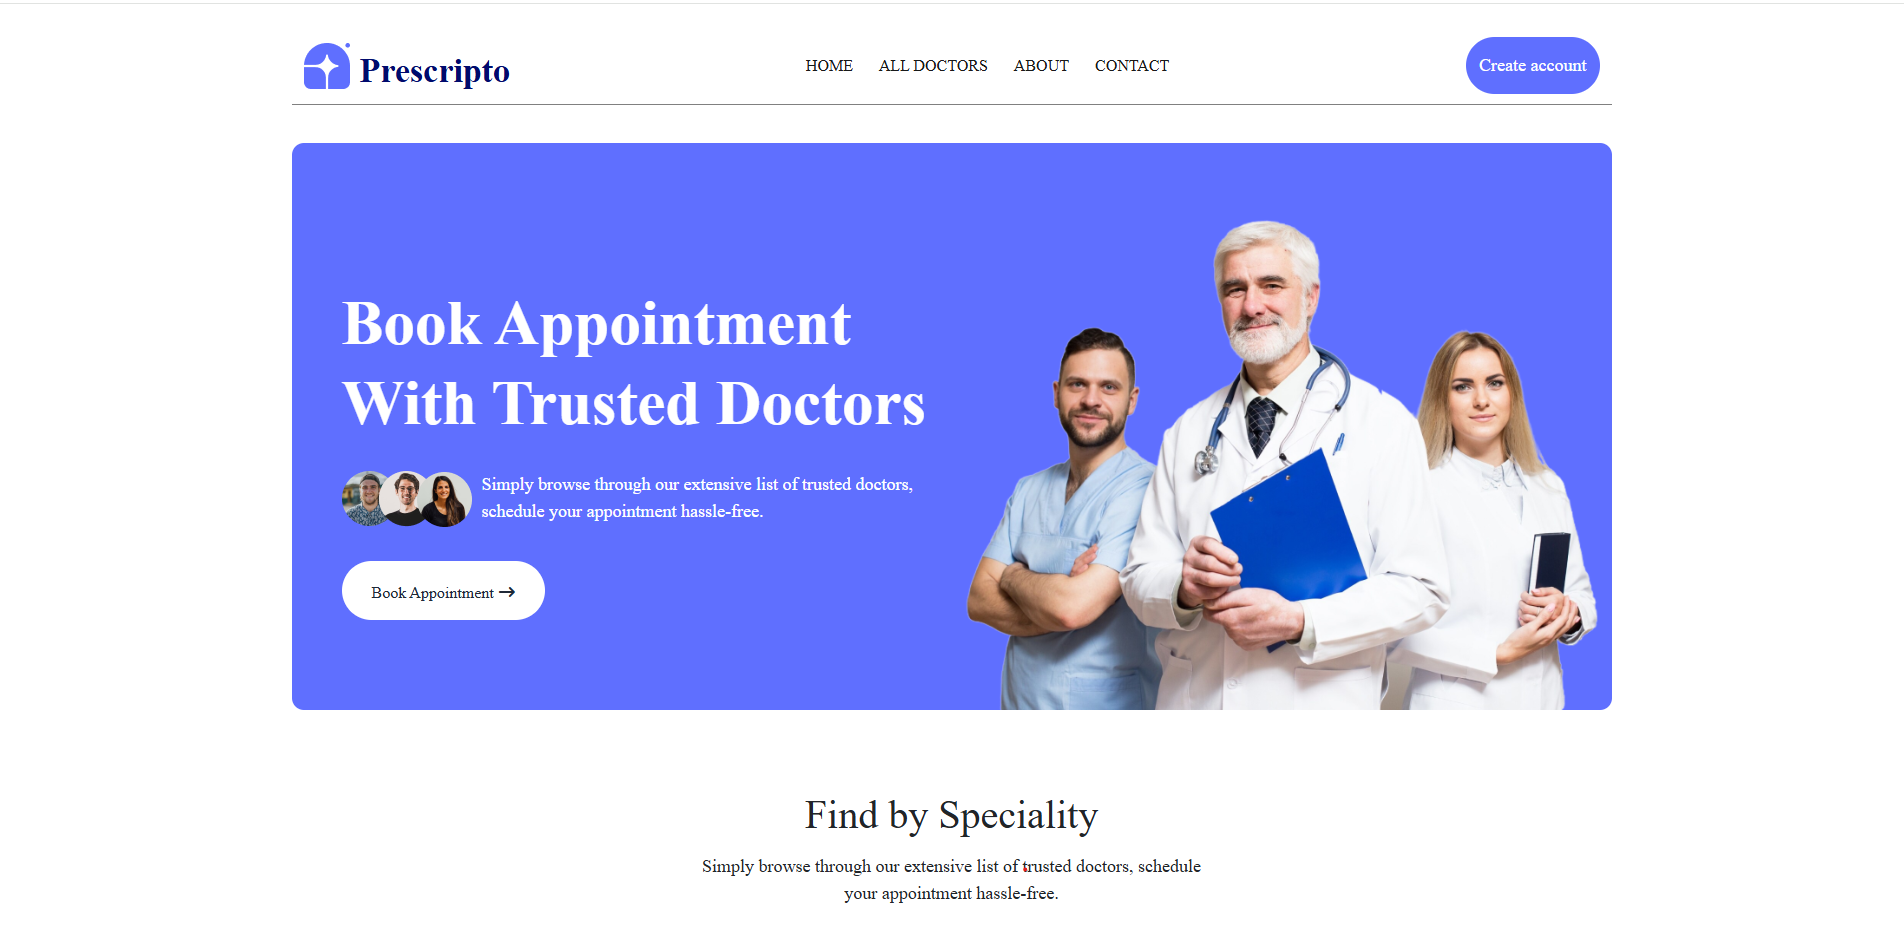 Prescripto
HOME ALL DOCTORS ABOUT CONTACT
Create account
Book Appointment
With Trusted Doctors
Simply browse through our extensive list of trusted doctors,
schedule your appointment hassle-free.
Book Appointment →
Find by Speciality
Simply browse through our extensive list of trusted doctors, schedule
your appointment hassle-free.